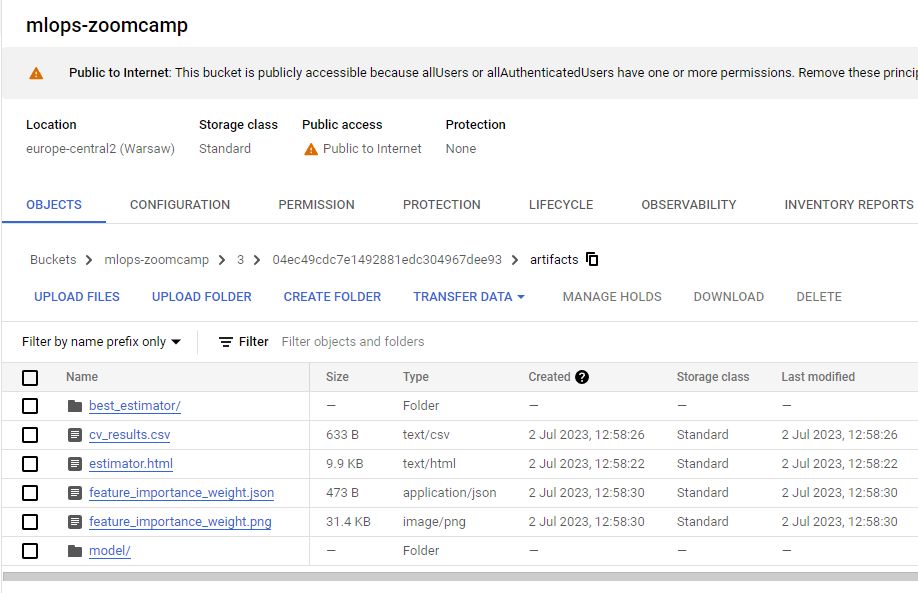 mlops-zoomcamp
Public to Internet: This bucket is publicly accessible because allUsers or allAuthenticatedUsers have one or more permissions. Remove these
Location Storage class Public access Protection
europe-central2 (Warsaw) Standard Public to Internet None
OBJECTS CONFIGURATION PERMISSION PROTECTION LIFECYCLE OBSERVABILITY INVENTORY REPORTS
Buckets > mlops-zoomcamp > 3 > 04ec49cdc7e1492881edc304967dee93 > artifacts
UPLOAD FILES UPLOAD FOLDER CREATE FOLDER TRANSFER DATA MANAGE HOLDS DOWNLOAD DELETE
Filter by name prefix only Filter Filter objects and folders
Name Size Type Created ? Storage class Last modified
best_estimator/ — Folder — — —
cv_results.csv 633 B text/csv 2 Jul 2023, 12:58:26 Standard 2 Jul 2023, 12:58:26
estimator.html 9.9 KB text/html 2 Jul 2023, 12:58:22 Standard 2 Jul 2023, 12:58:22
feature_importance_weight.json 473 B application/json 2 Jul 2023, 12:58:30 Standard 2 Jul 2023, 12:58:30
feature_importance_weight.png 31.4 KB image/png 2 Jul 2023, 12:58:30 Standard 2 Jul 2023, 12:58:30
model/ — Folder — — —